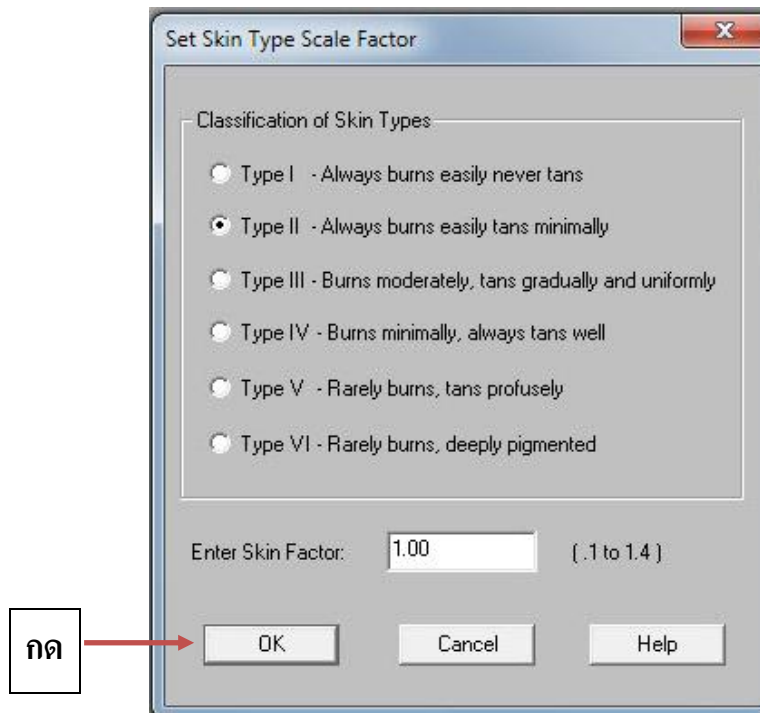 Set Skin Type Scale Factor
Classification of Skin Types
Type I - Always burns easily never tans
Type II - Always burns easily tans minimally
Type III - Burns moderately, tans gradually and uniformly
Type IV - Burns minimally, always tans well
Type V - Rarely burns, tans profusely
Type VI - Rarely burns, deeply pigmented
Enter Skin Factor: 1.00 ( .1 to 1.4 )
กด OK Cancel Help